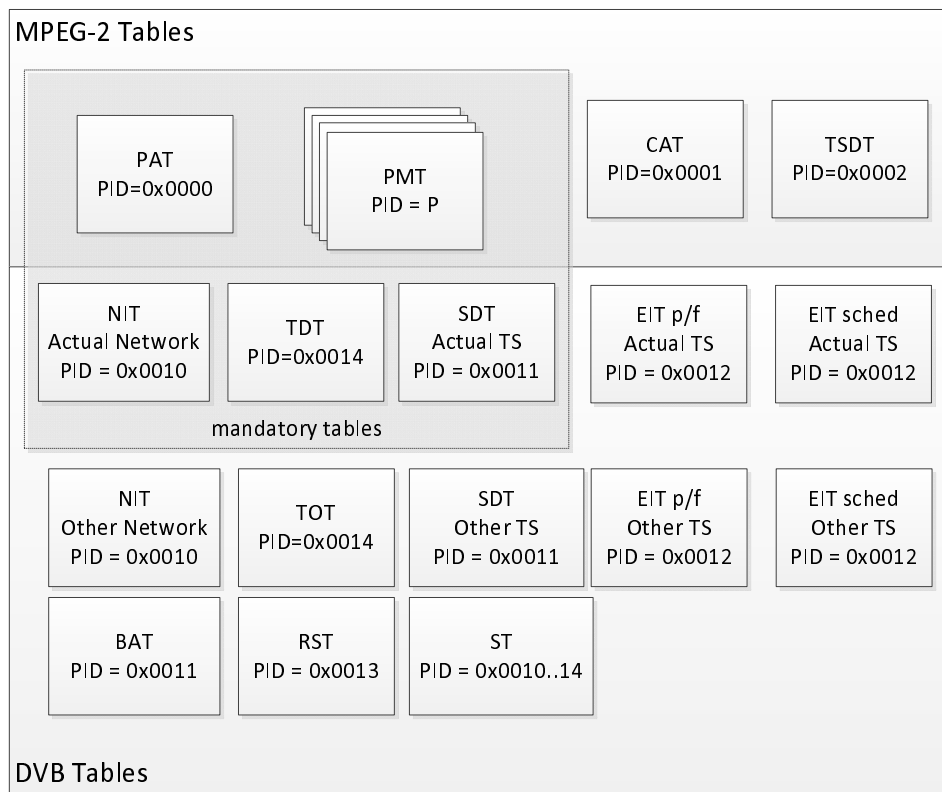 MPEG-2 Tables
PAT
PID=0x0000
PMT
PID = P
CAT
PID=0x0001
TSDT
PID=0x0002
NIT
Actual Network
PID = 0x0010
TDT
PID=0x0014
SDT
Actual TS
PID = 0x0011
EIT p/f
Actual TS
PID = 0x0012
EIT sched
Actual TS
PID = 0x0012
mandatory tables
NIT
Other Network
PID = 0x0010
TOT
PID=0x0014
SDT
Other TS
PID = 0x0011
EIT p/f
Other TS
PID = 0x0012
EIT sched
Other TS
PID = 0x0012
BAT
PID = 0x0011
RST
PID = 0x0013
ST
PID = 0x0010..14
DVB Tables